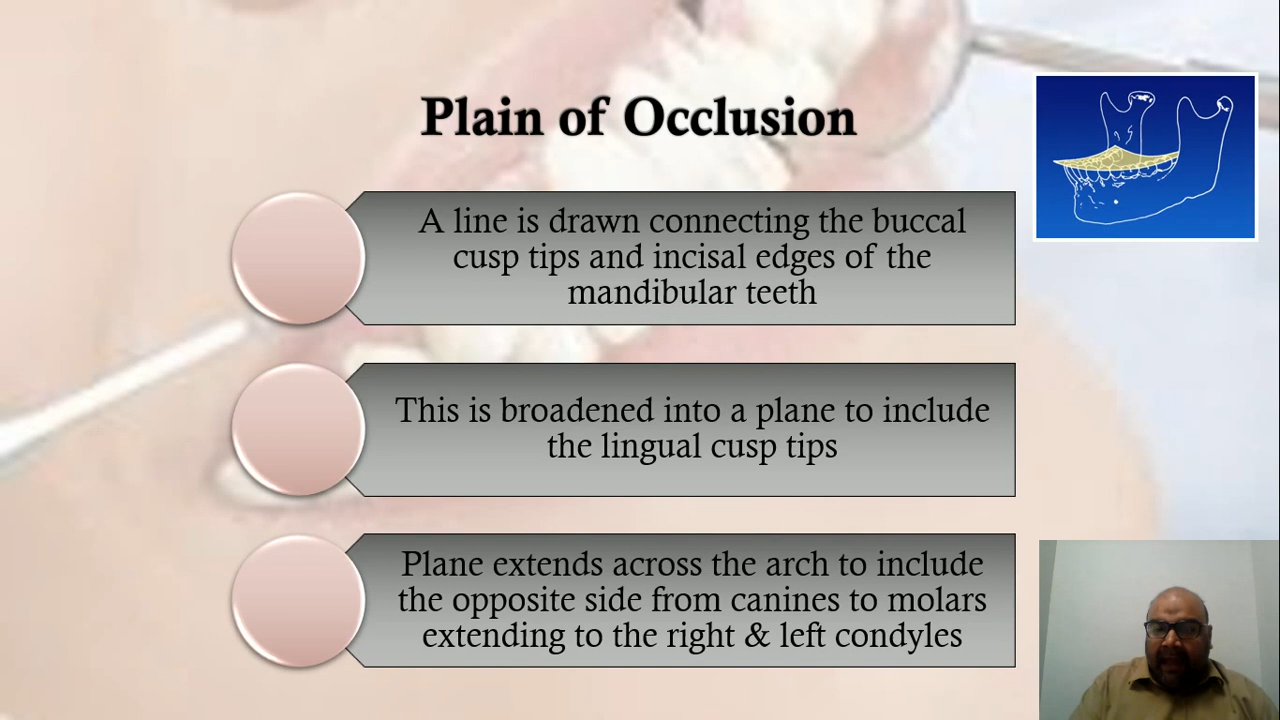 Plain of Occlusion
A line is drawn connecting the buccal
cusp tips and incisal edges of the
mandibular teeth
This is broadened into a plane to include
the lingual cusp tips
Plane extends across the arch to include
the opposite side from canines to molars
extending to the right & left condyles